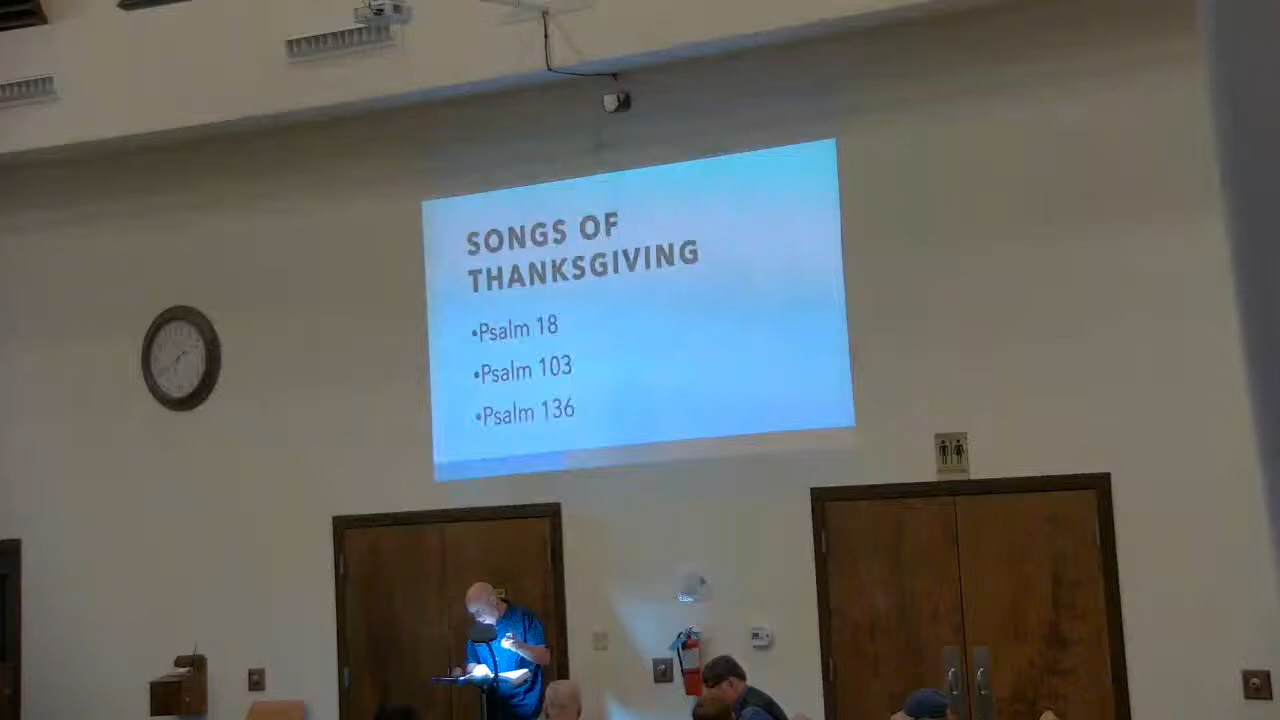 SONGS OF
THANKSGIVING
•Psalm 18
•Psalm 103
•Psalm 136